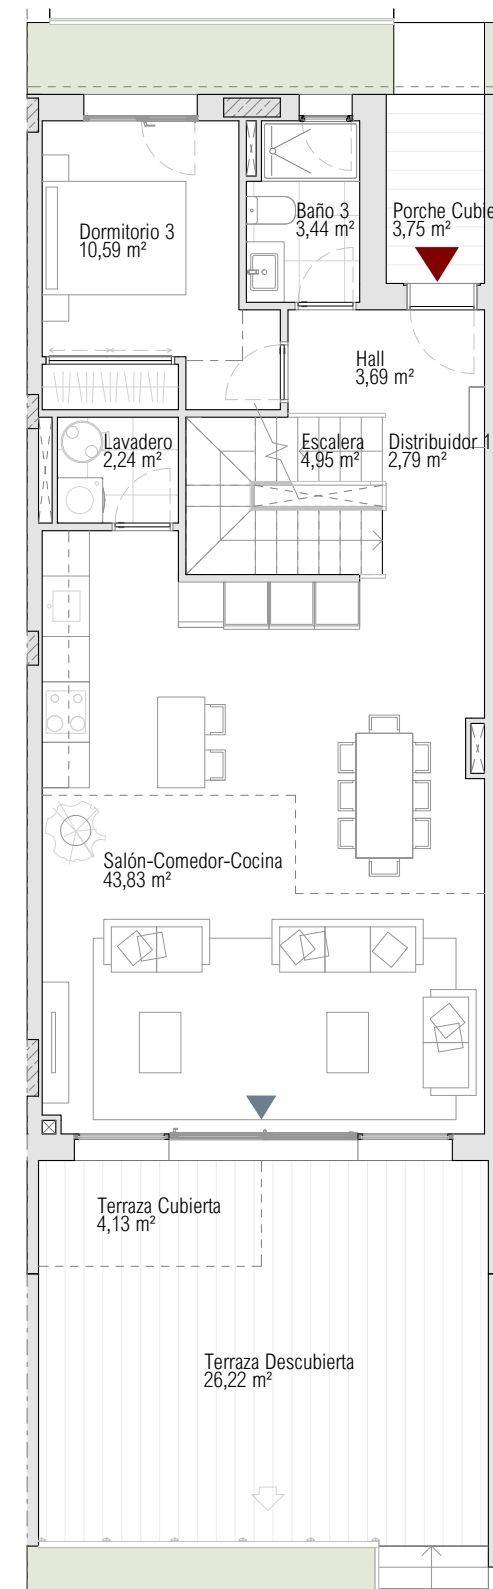 Dormitorio 3
10,59 m²
Baño 3
3,44 m²
Porche Cubie
3,75 m²
Hall
3,69 m²
Lavadero
2,24 m²
Escalera
4,95 m²
Distribuidor 1
2,79 m²
Salón-Comedor-Cocina
43,83 m²
Terraza Cubierta
4,13 m²
Terraza Descubierta
26,22 m²